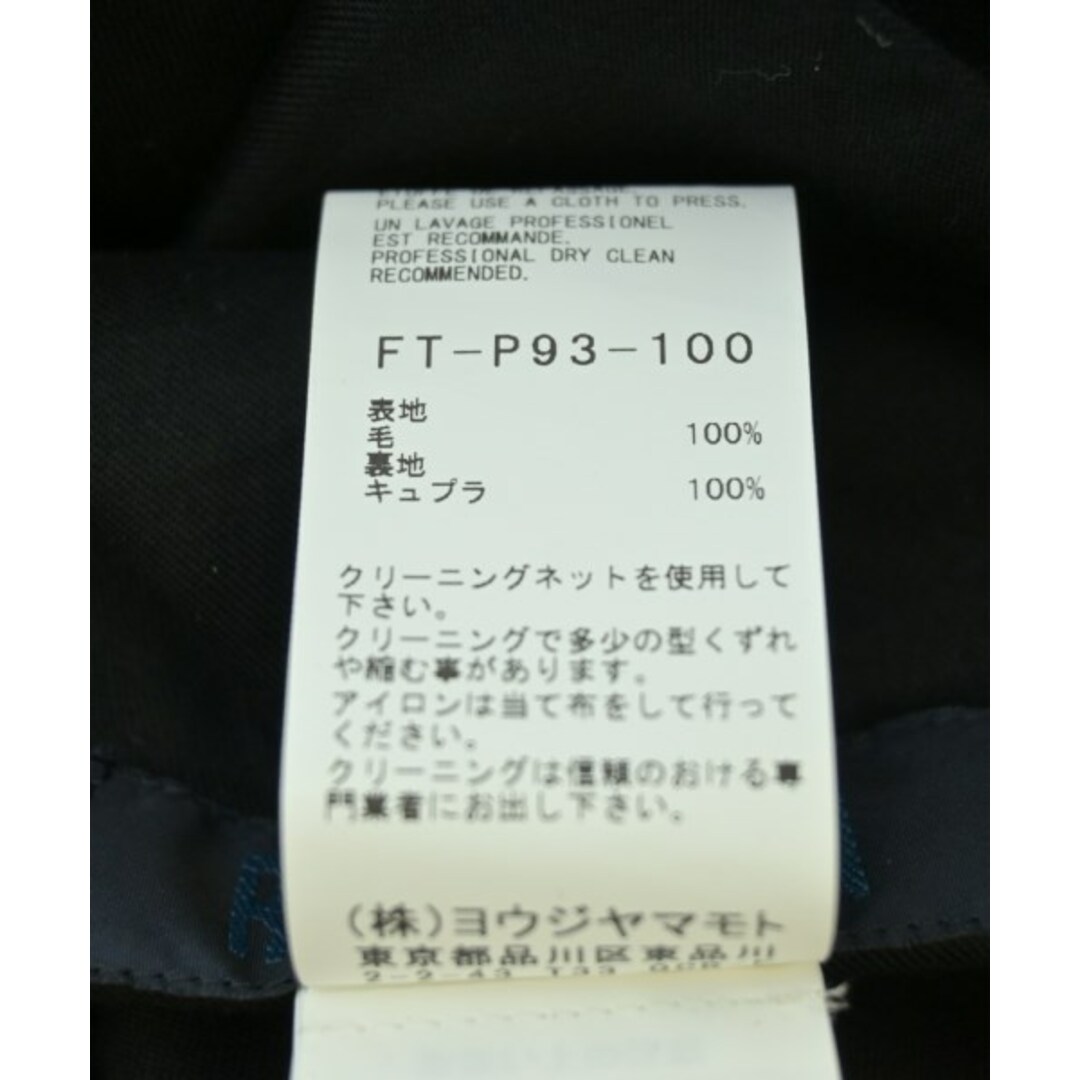 PLEASE USE A CLOTH TO PRESS.
UN LAVAGE PROFESSIONEL
EST RECOMMANDE.
PROFESSIONAL DRY CLEAN
RECOMMENDED.
FT-P93-100
表地
毛 100%
裏地
キュプラ 100%
クリーニングネットを使用して
下さい。
クリーニングで多少の型くずれ
や縮む事があります。
アイロンは当て布をして行って
ください。
クリーニングは信頼のおける専
門業者にお出し下さい。
(株)ヨウジヤマモト
東京都品川区東品川
2-2-43 T33